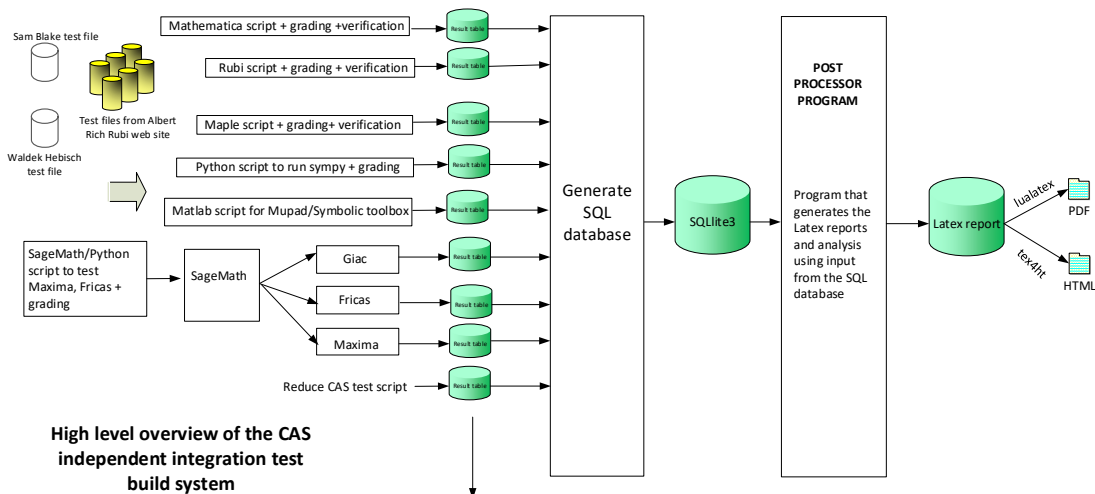 Sam Blake test file
Test files from Albert
Rich Rubi web site
Waldek Hebisch
test file
Mathematica script + grading +verification
Result table
Rubi script + grading + verification
Result table
Maple script + grading+ verification
Result table
Python script to run sympy + grading
Result table
Matlab script for Mupad/Symbolic toolbox
Result table
SageMath/Python
script to test
Maxima, Fricas +
grading
SageMath
Giac
Result table
Fricas
Result table
Maxima
Result table
Reduce CAS test script
Result table
Generate
SQL
database
SQLlite3
POST
PROCESSOR
PROGRAM
Program that
generates the
Latex reports
and analysis
using input
from the SQL
database
Latex report
lualatex
PDF
tex4ht
HTML
High level overview of the CAS
independent integration test
build system